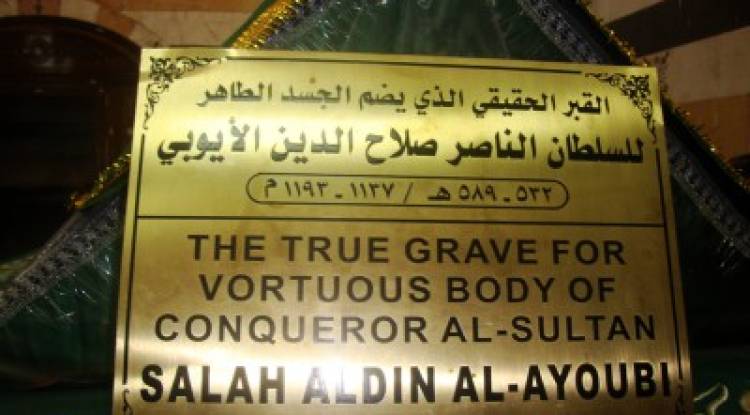 القبر الحقيقي الذي يضم الجسد الطاهر
للسلطان الناصر صلاح الدين الأيوبي
٥٣٢ - ٥٨٩ هـ / ١١٣٧ - ١١٩٣ م
THE TRUE GRAVE FOR
VORTUOUS BODY OF
CONQUEROR AL-SULTAN
SALAH ALDIN AL-AYOUBI